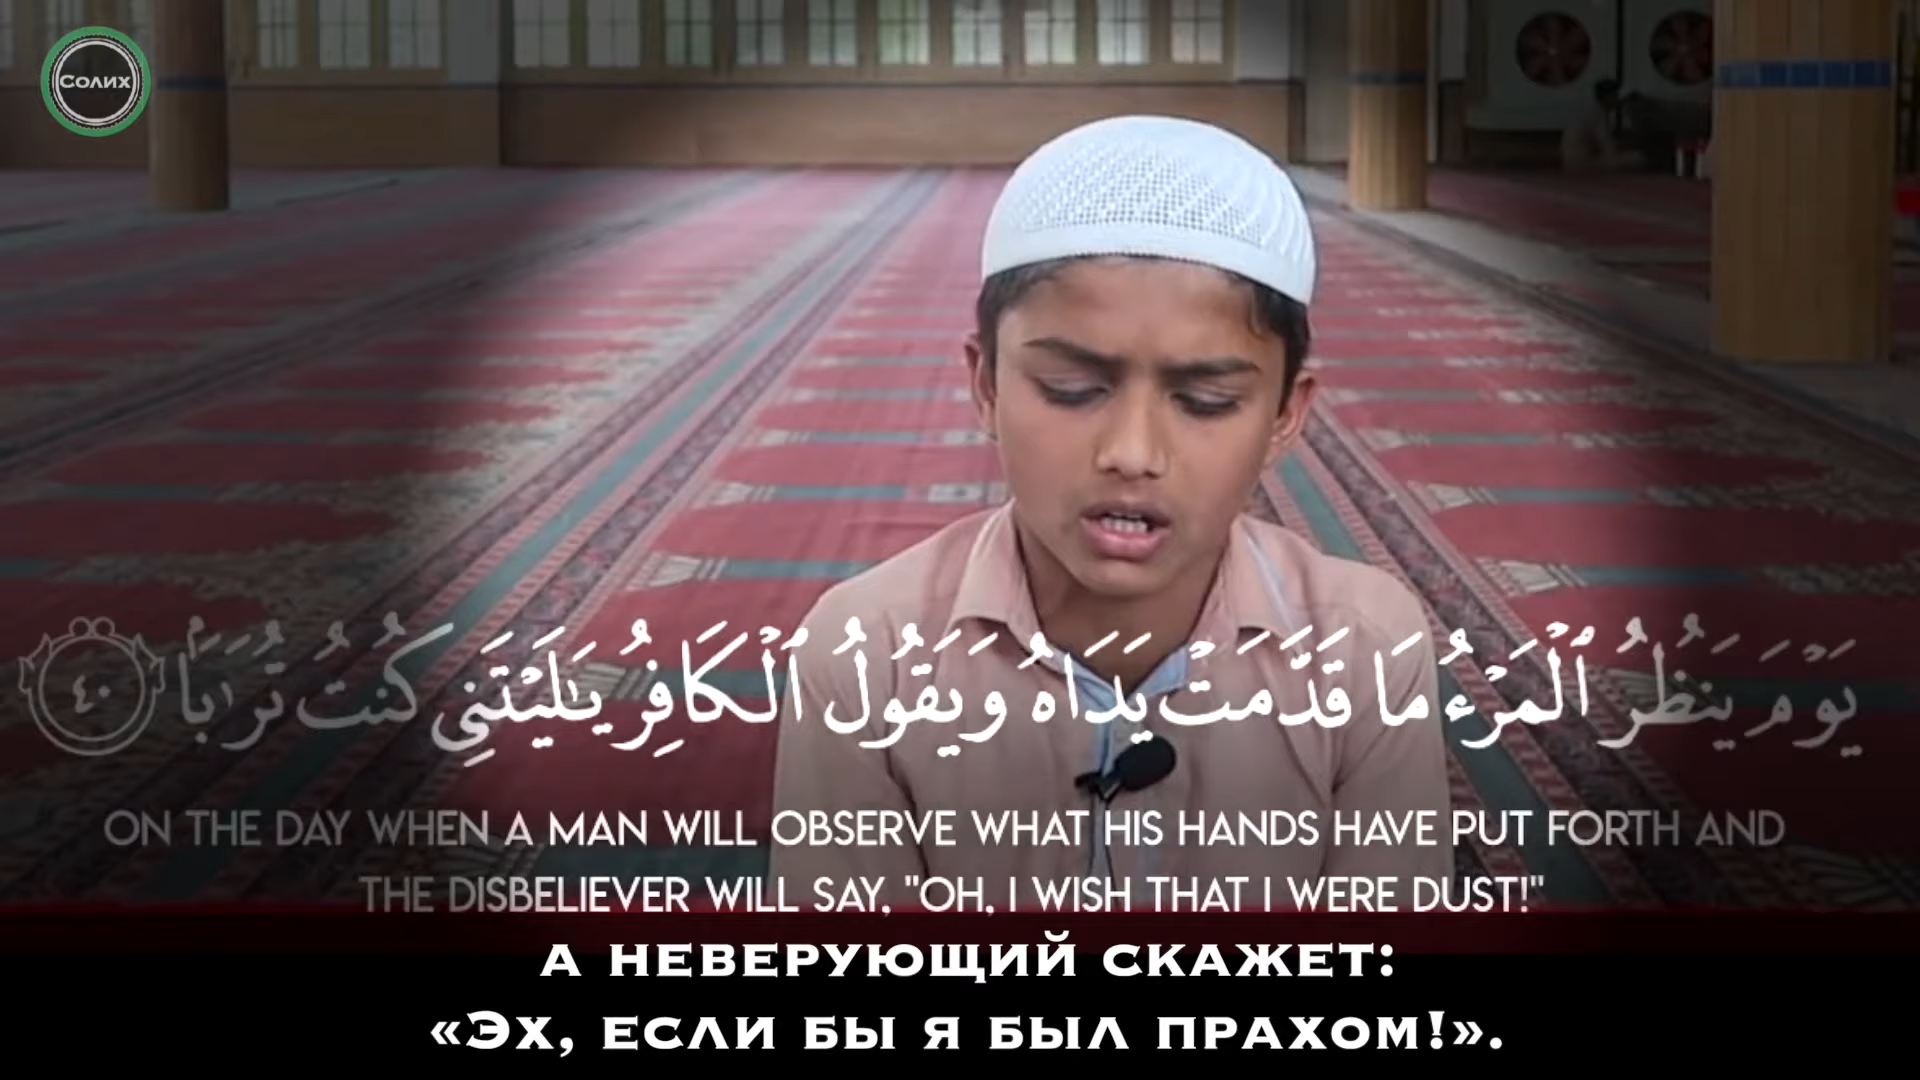 Солих
يَوْمَ يَنظُرُ ٱلْمَرْءُ مَا قَدَّمَتْ يَدَاهُ وَيَقُولُ ٱلْكَافِرُ يَـٰلَيْتَنِى كُنتُ تُرَٰبًۢا ٤٠
ON THE DAY WHEN A MAN WILL OBSERVE WHAT HIS HANDS HAVE PUT FORTH AND
THE DISBELIEVER WILL SAY, "OH, I WISH THAT I WERE DUST!"
А НЕВЕРУЮЩИЙ СКАЖЕТ:
«ЭХ, ЕСЛИ БЫ Я БЫЛ ПРАХОМ!».